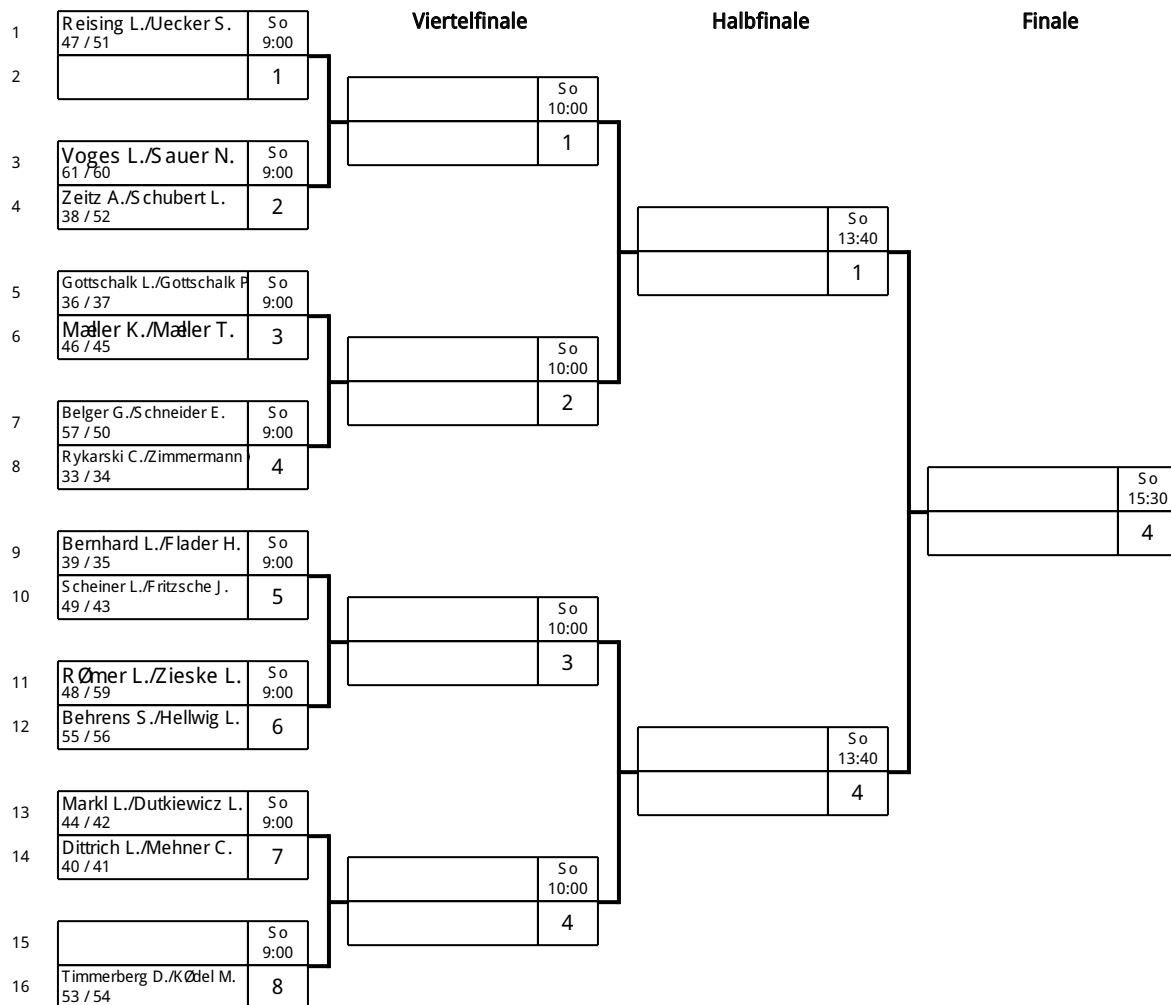 Viertelfinale
Halbfinale
Finale
1
Reising L./Uecker S.
47 / 51
So
9:00
2
1
So
10:00
1
3
Voges L./Sauer N.
61 / 60
So
9:00
4
Zeitz A./Schubert L.
38 / 52
2
So
13:40
1
5
Gottschalk L./Gottschalk P
36 / 37
So
9:00
6
Mæller K./Mæller T.
46 / 45
3
So
10:00
2
7
Belger G./Schneider E.
57 / 50
So
9:00
8
Rykarski C./Zimmermann
33 / 34
4
So
15:30
4
9
Bernhard L./Flader H.
39 / 35
So
9:00
10
Scheiner L./Fritzsche J.
49 / 43
5
So
10:00
3
11
RØmer L./Zieske L.
48 / 59
So
9:00
12
Behrens S./Hellwig L.
55 / 56
6
So
13:40
4
13
Markl L./Dutkiewicz L.
44 / 42
So
9:00
14
Dittrich L./Mehner C.
40 / 41
7
So
10:00
4
15
So
9:00
16
Timmerberg D./KØdel M.
53 / 54
8